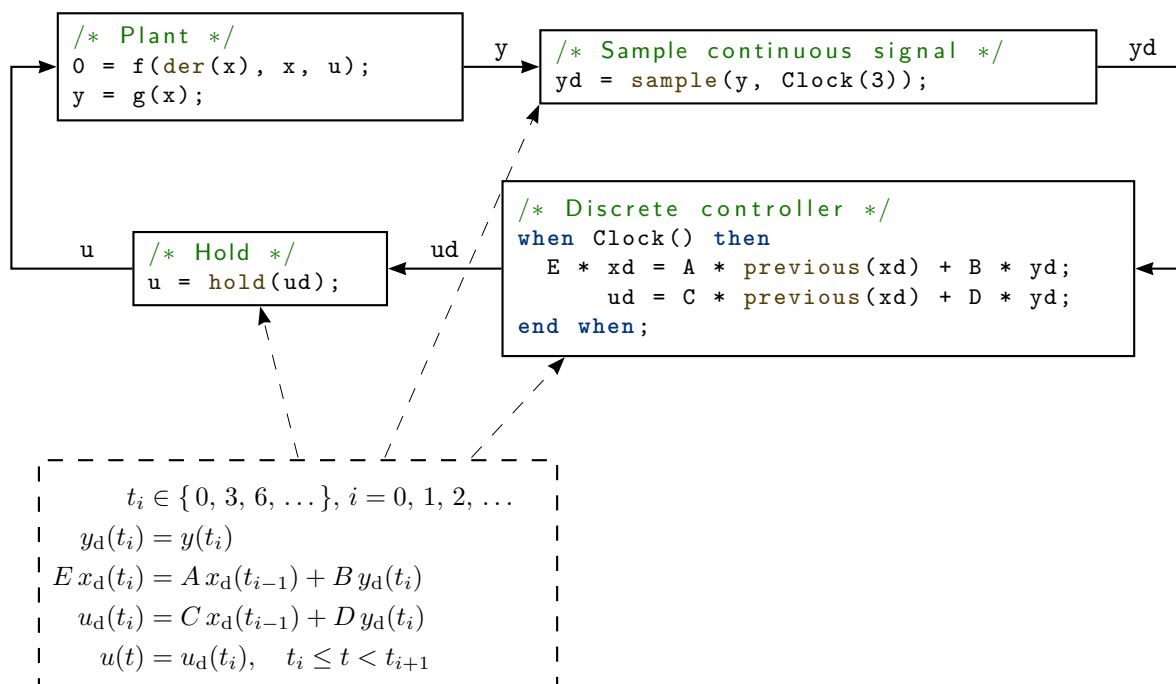 /* Plant */
0 = f(der(x), x, u);
y = g(x);
y
/* Sample continuous signal */
yd = sample(y, Clock(3));
yd
/* Discrete controller */
when Clock() then
E * xd = A * previous(xd) + B * yd;
ud = C * previous(xd) + D * yd;
end when;
ud
/* Hold */
u = hold(ud);
u
t_i ∈ { 0, 3, 6, … }, i = 0, 1, 2, …
y_d(t_i) = y(t_i)
E x_d(t_i) = A x_d(t_{i−1}) + B y_d(t_i)
u_d(t_i) = C x_d(t_{i−1}) + D y_d(t_i)
u(t) = u_d(t_i), t_i ≤ t < t_{i+1}